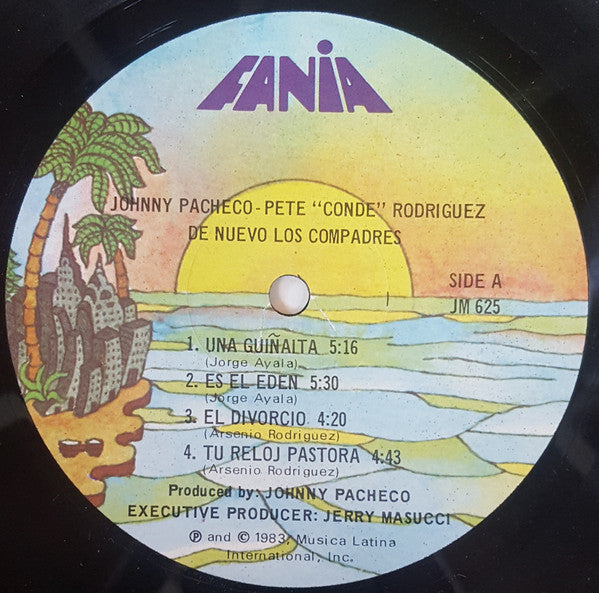 FANIA
JOHNNY PACHECO - PETE "CONDE" RODRIGUEZ
DE NUEVO LOS COMPADRES
SIDE A
JM 625
1. UNA GUIÑAITA 5:16
(Jorge Ayala)
2. ES EL EDEN 5:30
(Jorge Ayala)
3. EL DIVORCIO 4:20
(Arsenio Rodriguez)
4. TU RELOJ PASTORA 4:43
(Arsenio Rodriguez)
Produced by: JOHNNY PACHECO
EXECUTIVE PRODUCER: JERRY MASUCCI
℗ and © 1983, Musica Latina
International, Inc.